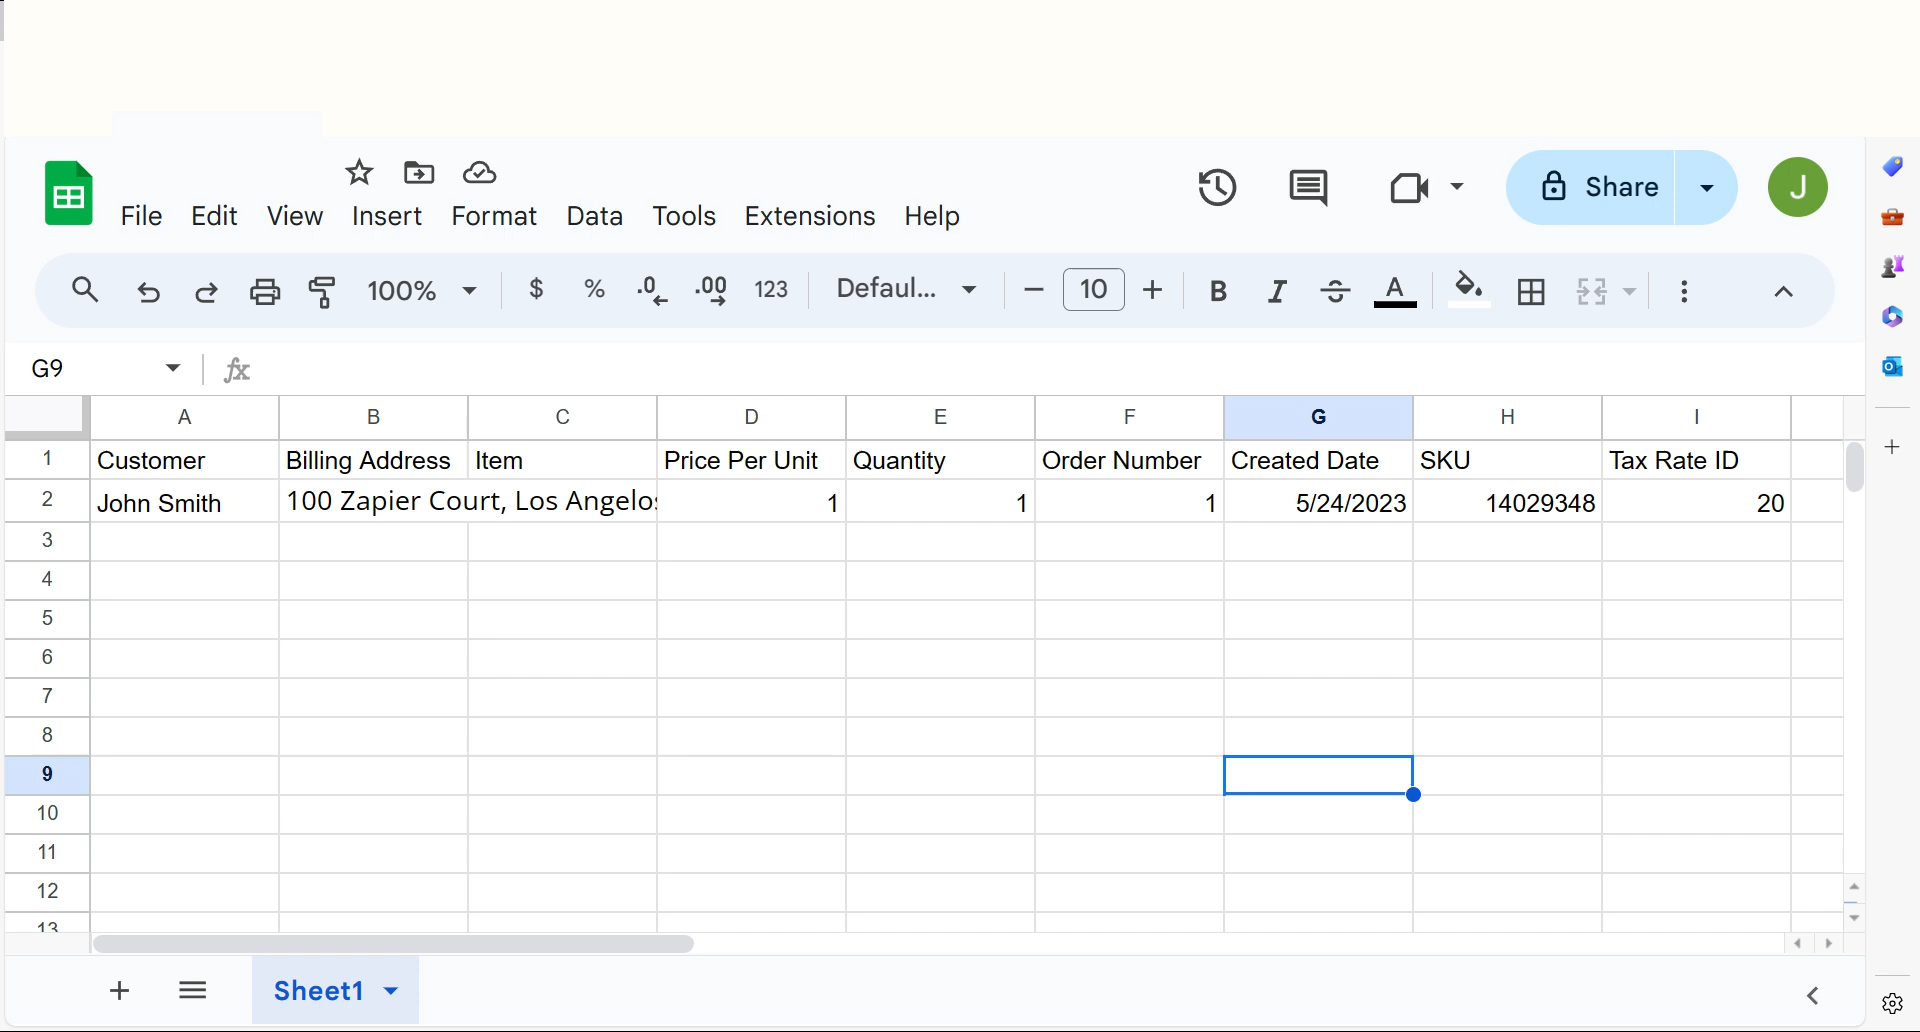 File Edit View Insert Format Data Tools Extensions Help
Share
J
100% $ % .0 .00 123 Defaul... 10 B I A
G9 fx
A B C D E F G H I
1 Customer Billing Address Item Price Per Unit Quantity Order Number Created Date SKU Tax Rate ID
2 John Smith 100 Zapier Court, Los Angelos 1 1 1 5/24/2023 14029348 20
3
4
5
6
7
8
9
10
11
12
13
Sheet1